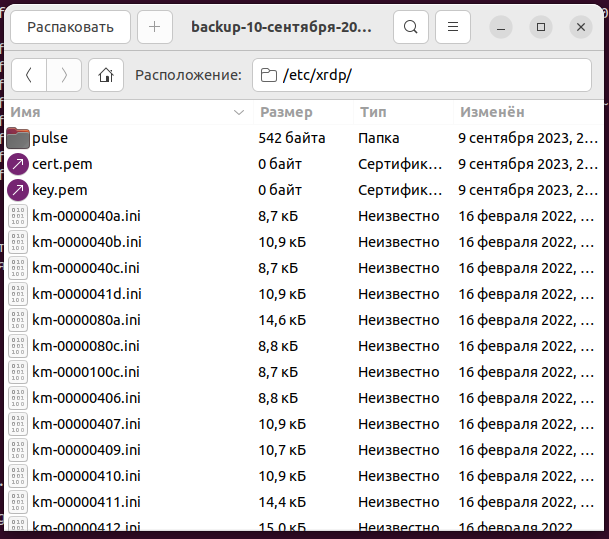 Распаковать backup-10-сентября-20...
Расположение: /etc/xrdp/
Имя Размер Тип Изменён
pulse 542 байта Папка 9 сентября 2023, 2...
cert.pem 0 байт Сертифик... 9 сентября 2023, 2...
key.pem 0 байт Сертифик... 9 сентября 2023, 2...
km-0000040a.ini 8,7 кБ Неизвестно 16 февраля 2022, ...
km-0000040b.ini 10,9 кБ Неизвестно 16 февраля 2022, ...
km-0000040c.ini 8,7 кБ Неизвестно 16 февраля 2022, ...
km-0000041d.ini 10,9 кБ Неизвестно 16 февраля 2022, ...
km-0000080a.ini 14,6 кБ Неизвестно 16 февраля 2022, ...
km-0000080c.ini 8,8 кБ Неизвестно 16 февраля 2022, ...
km-0000100c.ini 8,7 кБ Неизвестно 16 февраля 2022, ...
km-00000406.ini 8,8 кБ Неизвестно 16 февраля 2022, ...
km-00000407.ini 10,9 кБ Неизвестно 16 февраля 2022, ...
km-00000409.ini 10,7 кБ Неизвестно 16 февраля 2022, ...
km-00000410.ini 10,9 кБ Неизвестно 16 февраля 2022, ...
km-00000411.ini 14,4 кБ Неизвестно 16 февраля 2022, ...
km-00000412.ini 15,0 кБ Неизвестно 16 февраля 2022, ...